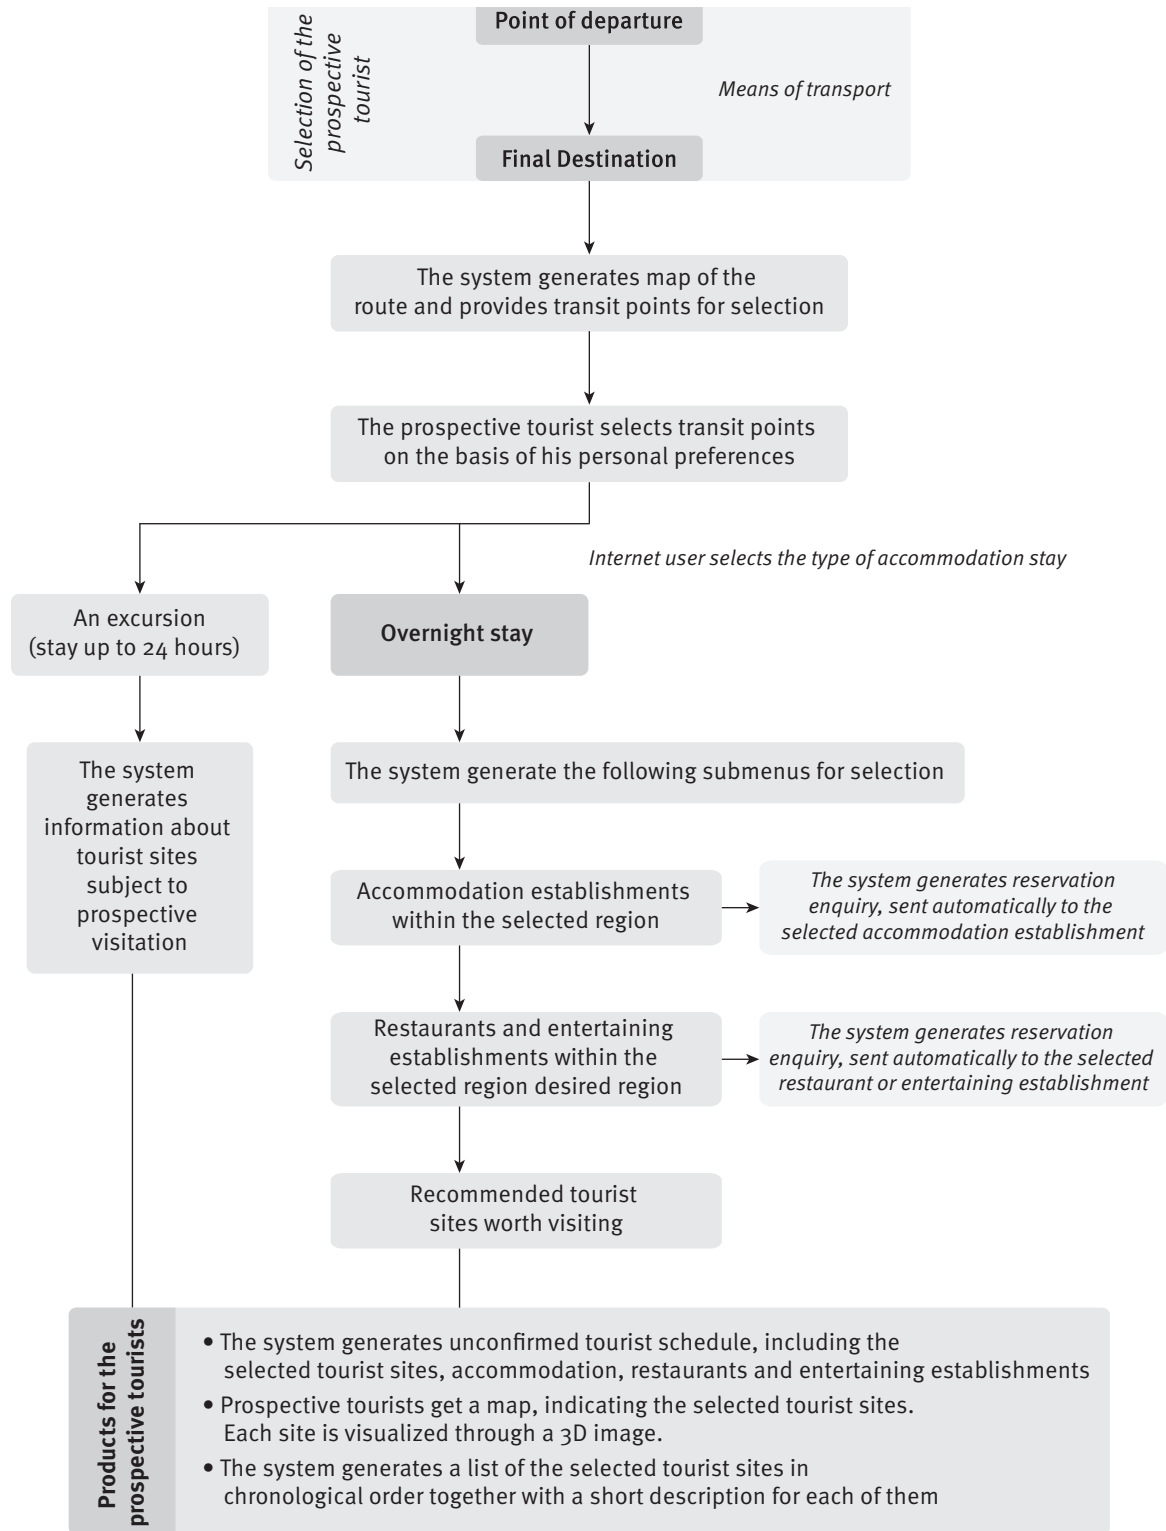 Selection of the
prospective
tourist
Point of departure
Means of transport
Final Destination
The system generates map of the
route and provides transit points for selection
The prospective tourist selects transit points
on the basis of his personal preferences
Internet user selects the type of accommodation stay
An excursion
(stay up to 24 hours)
Overnight stay
The system
generates
information about
tourist sites
subject to
prospective
visitation
The system generate the following submenus for selection
Accommodation establishments
within the selected region
The system generates reservation
enquiry, sent automatically to the
selected accommodation establishment
Restaurants and entertaining
establishments within the
selected region desired region
The system generates reservation
enquiry, sent automatically to the selected
restaurant or entertaining establishment
Recommended tourist
sites worth visiting
Products for the
prospective tourists
• The system generates unconfirmed tourist schedule, including the
selected tourist sites, accommodation, restaurants and entertaining establishments
• Prospective tourists get a map, indicating the selected tourist sites.
Each site is visualized through a 3D image.
• The system generates a list of the selected tourist sites in
chronological order together with a short description for each of them